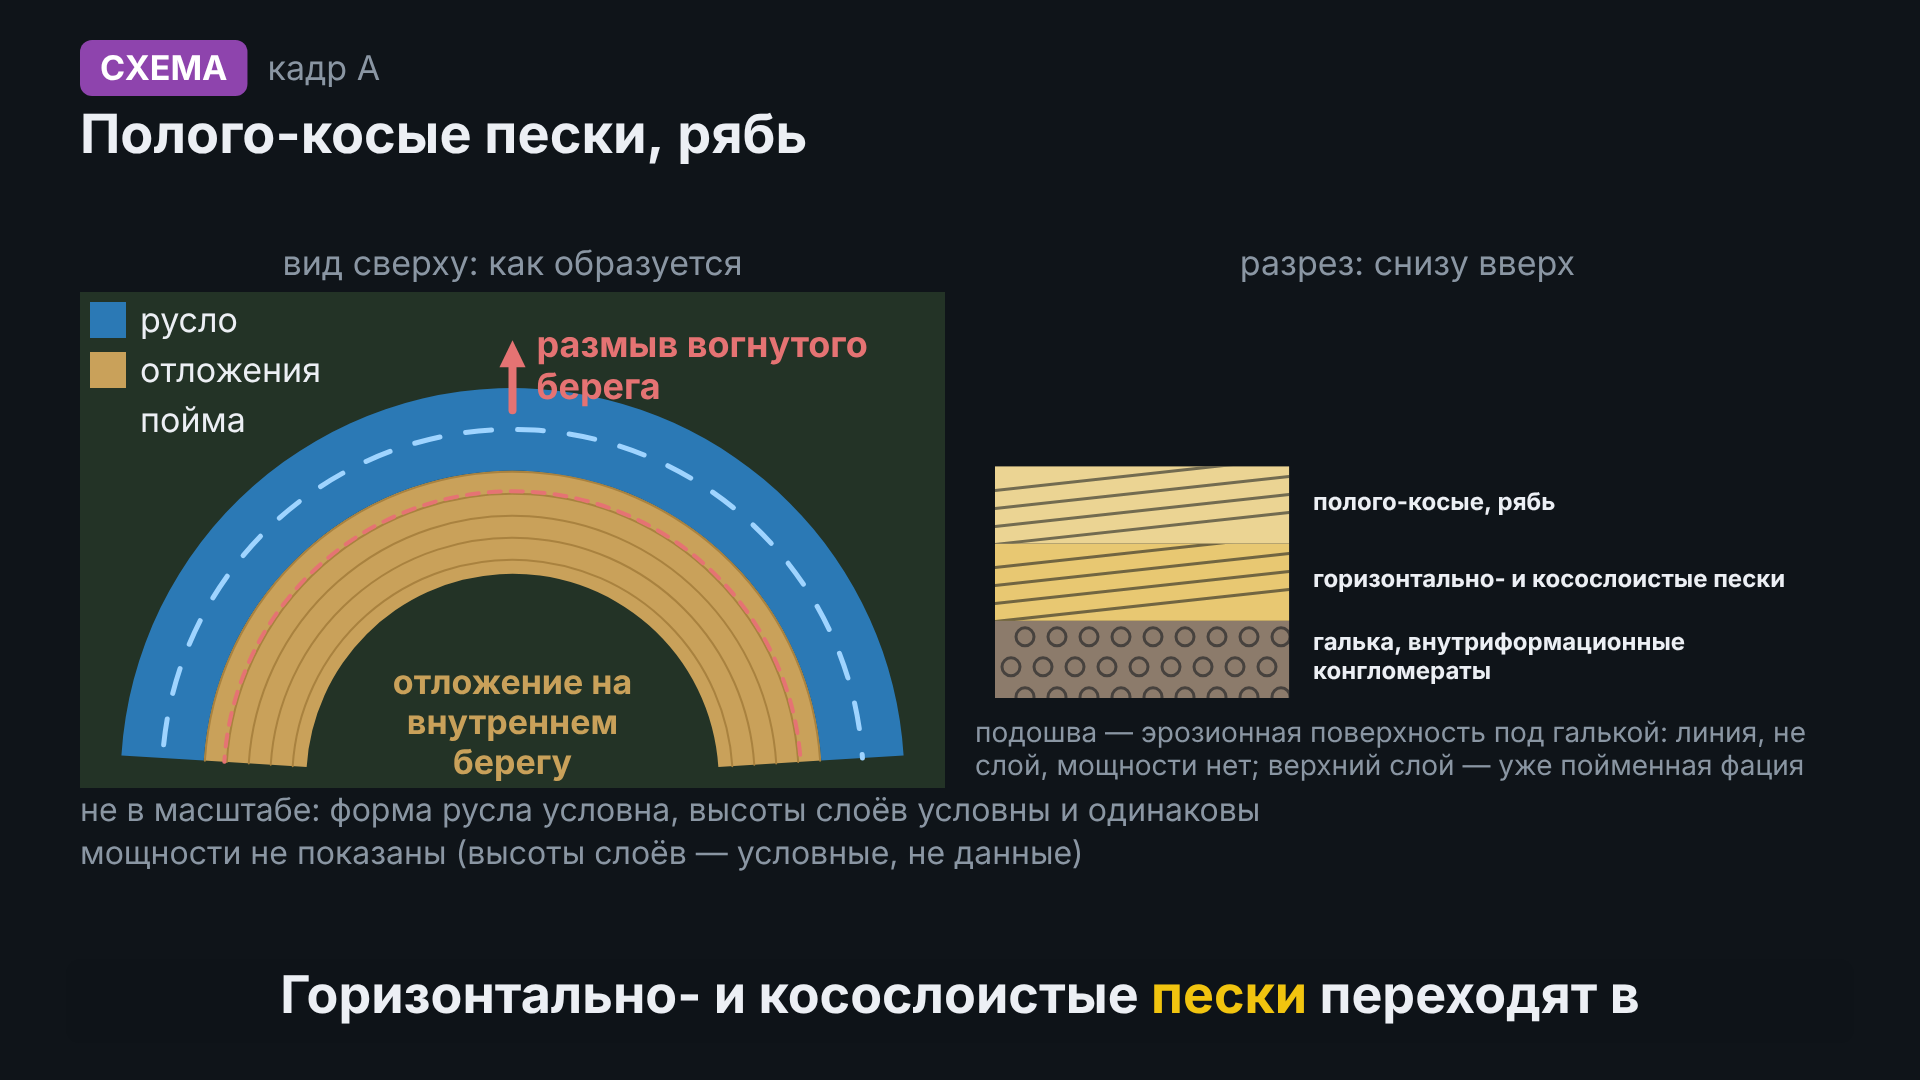 СХЕМА кадр А
Полого-косые пески, рябь
вид сверху: как образуется
русло
отложения
пойма
размыв вогнутого
берега
отложение на
внутреннем
берегу
разрез: снизу вверх
полого-косые, рябь
горизонтально- и косослоистые пески
галька, внутриформационные
конгломераты
подошва — эрозионная поверхность под галькой: линия, не
слой, мощности нет; верхний слой — уже пойменная фация
не в масштабе: форма русла условна, высоты слоёв условны и одинаковы
мощности не показаны (высоты слоёв — условные, не данные)
Горизонтально- и косослоистые пески переходят в